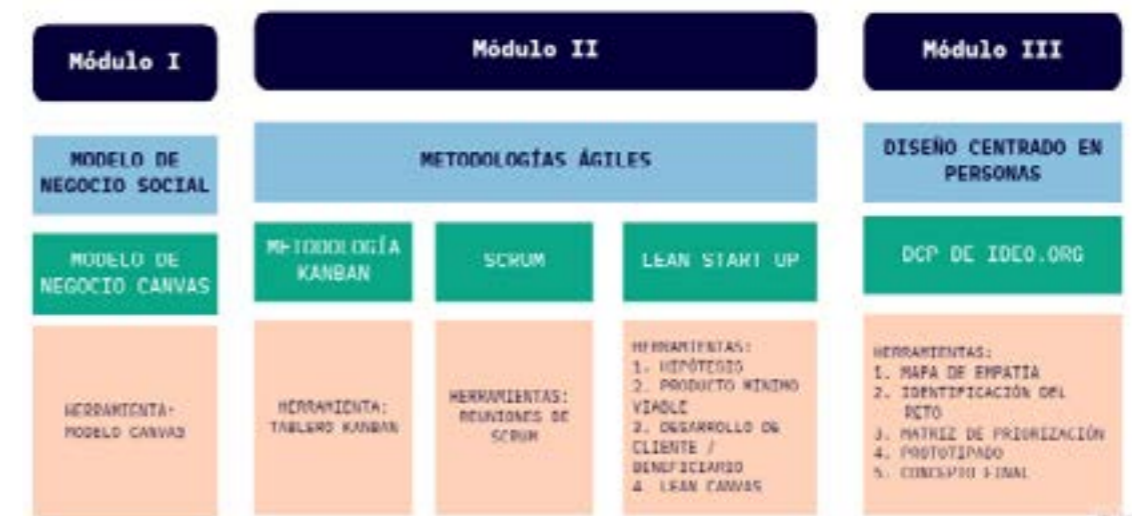 Módulo I
Módulo II
Módulo III
MODELO DE
NEGOCIO SOCIAL
METODOLOGÍAS ÁGILES
DISEÑO CENTRADO EN
PERSONAS
MODELO DE
NEGOCIO CANVAS
METODOLOGÍA
KANBAN
SCRUM
LEAN START UP
DCP DE IDEO.ORG
HERRAMIENTA:
MODELO CANVAS
HERRAMIENTA:
TABLERO KANBAN
HERRAMIENTAS:
REUNIONES DE
SCRUM
HERRAMIENTAS:
1. HIPÓTESIS
2. PRODUCTO MÍNIMO
VIABLE
3. DESARROLLO DE
CLIENTE /
BENEFICIARIO
4. LEAN CANVAS
HERRAMIENTAS:
1. MAPA DE EMPATIA
2. IDENTIFICACIÓN DEL
RETO
3. MATRIZ DE PRIORIZACIÓN
4. PROTOTIPADO
5. CONCEPTO FINAL